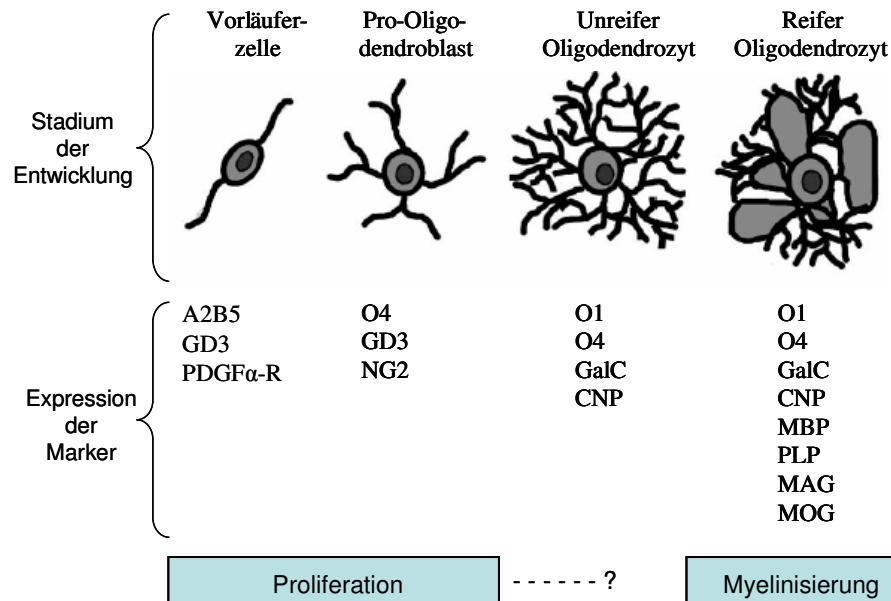 Vorläufer-
zelle
Pro-Oligo-
dendroblast
Unreifer
Oligodendrozyt
Reifer
Oligodendrozyt
Stadium
der
Entwicklung
A2B5
GD3
PDGFα-R
O4
GD3
NG2
O1
O4
GalC
CNP
O1
O4
GalC
CNP
MBP
PLP
MAG
MOG
Expression
der
Marker
Proliferation
- - - - - - ?
Myelinisierung